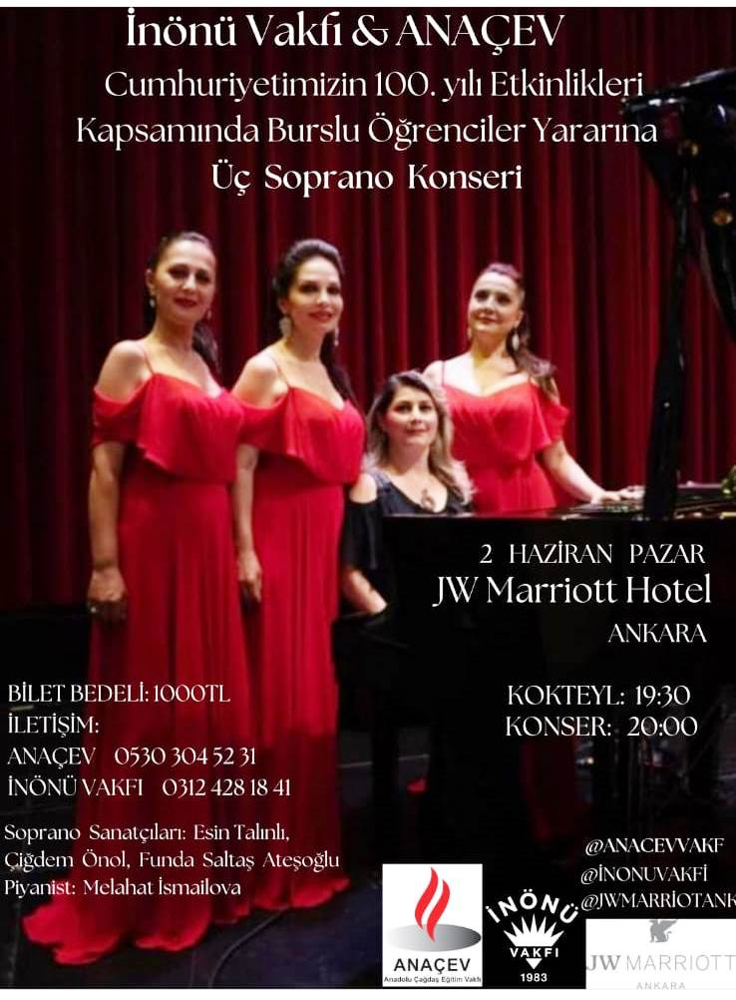 İnönü Vakfı & ANAÇEV
Cumhuriyetimizin 100. yılı Etkinlikleri
Kapsamında Burslu Öğrenciler Yararına
Üç Soprano Konseri
2 HAZİRAN PAZAR
JW Marriott Hotel
ANKARA
BİLET BEDELİ: 1000TL
İLETİŞİM:
ANAÇEV 0530 304 52 31
İNÖNÜ VAKFI 0312 428 18 41
KOKTEYL: 19:30
KONSER: 20:00
Soprano Sanatçıları: Esin Talınlı,
Çiğdem Önol, Funda Saltaş Ateşoğlu
Piyanist: Melahat İsmailova
@ANACEVVAKF
@İNONUVAKFİ
@JWMARRIOTANK
ANAÇEV
Anadolu Çağdaş Eğitim Vakfı
İNÖNÜ
VAKFI
1983
JW MARRIOTT
ANKARA